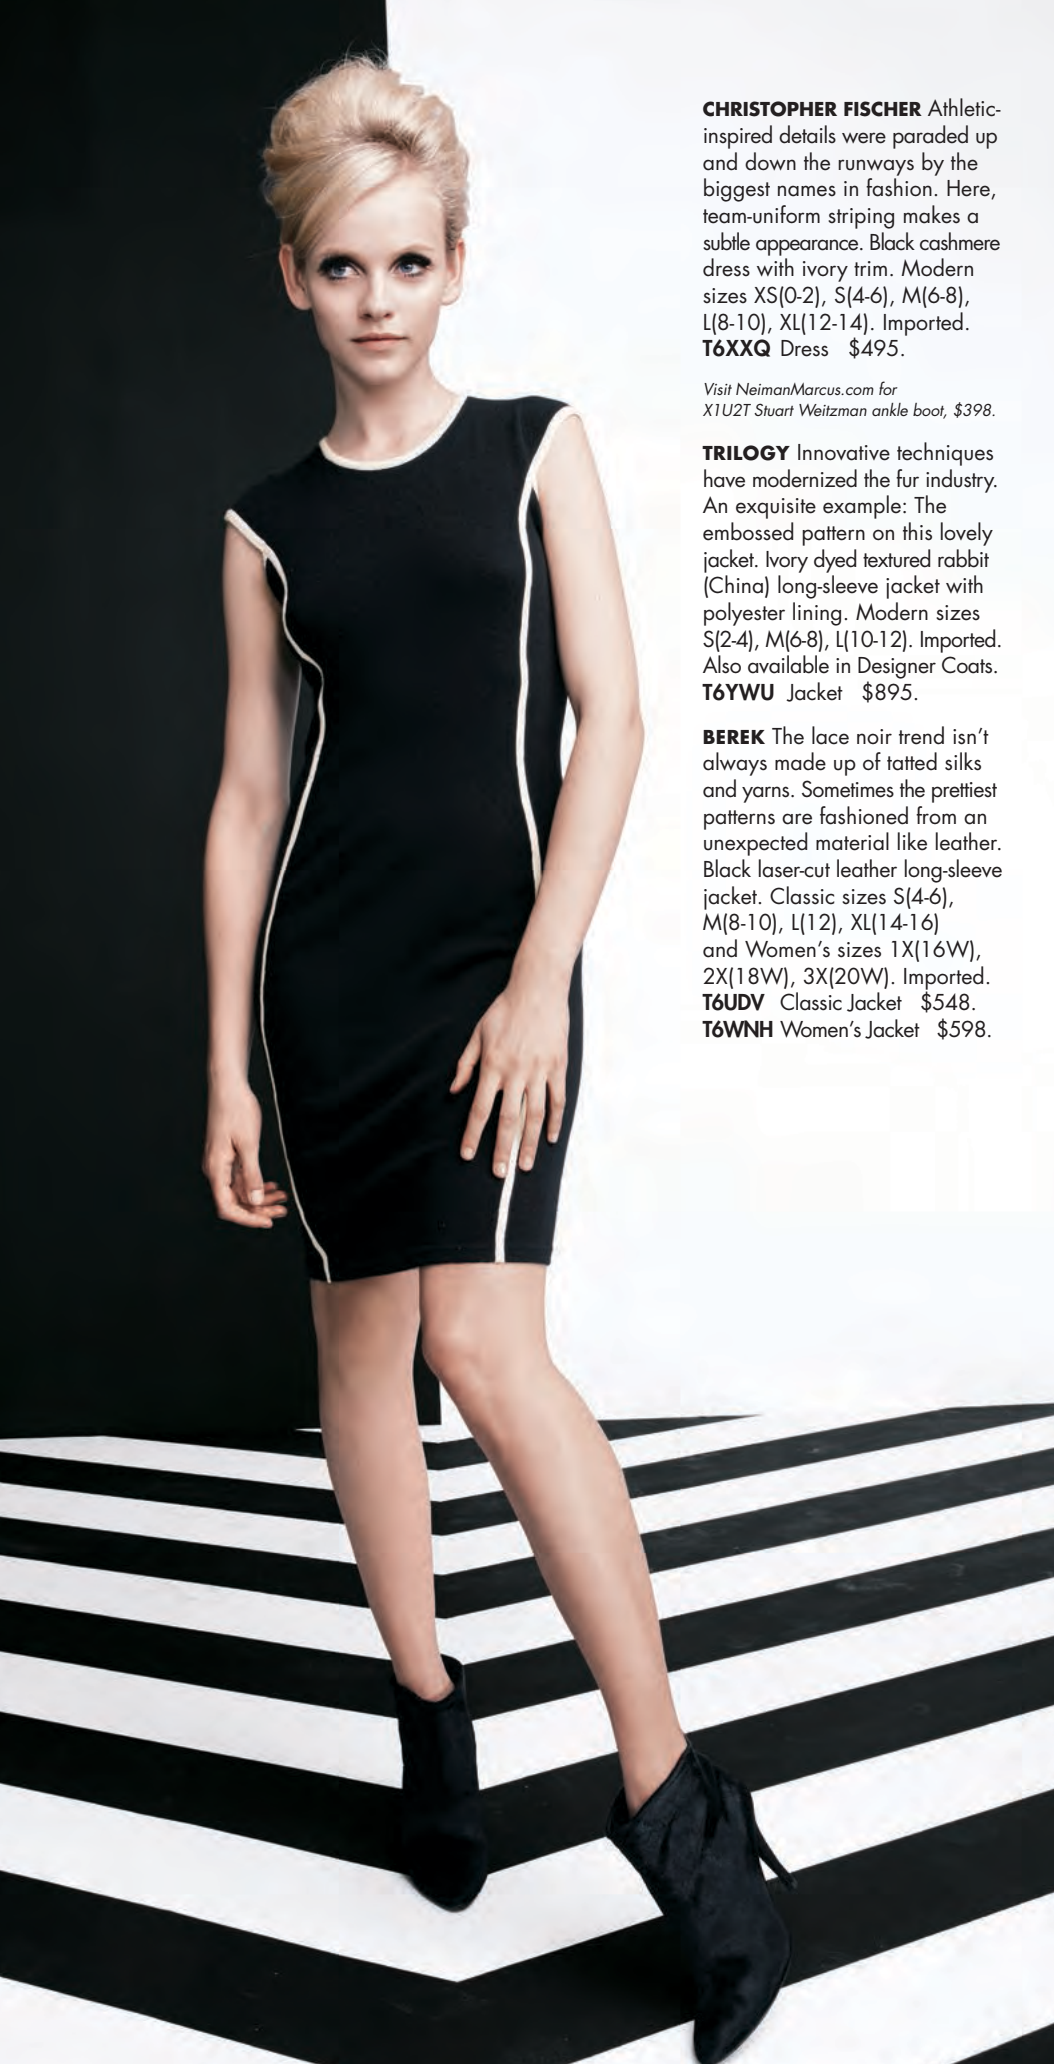 CHRISTOPHER FISCHER Athletic-
inspired details were paraded up
and down the runways by the
biggest names in fashion. Here,
team-uniform striping makes a
subtle appearance. Black cashmere
dress with ivory trim. Modern
sizes XS(0-2), S(4-6), M(6-8),
L(8-10), XL(12-14). Imported.
T6XXQ Dress $495.
Visit NeimanMarcus.com for
X1U2T Stuart Weitzman ankle boot, $398.
TRILOGY Innovative techniques
have modernized the fur industry.
An exquisite example: The
embossed pattern on this lovely
jacket. Ivory dyed textured rabbit
(China) long-sleeve jacket with
polyester lining. Modern sizes
S(2-4), M(6-8), L(10-12). Imported.
Also available in Designer Coats.
T6YWU Jacket $895.
BEREK The lace noir trend isn't
always made up of tatted silks
and yarns. Sometimes the prettiest
patterns are fashioned from an
unexpected material like leather.
Black laser-cut leather long-sleeve
jacket. Classic sizes S(4-6),
M(8-10), L(12), XL(14-16)
and Women's sizes 1X(16W),
2X(18W), 3X(20W). Imported.
T6UDV Classic Jacket $548.
T6WNH Women's Jacket $598.